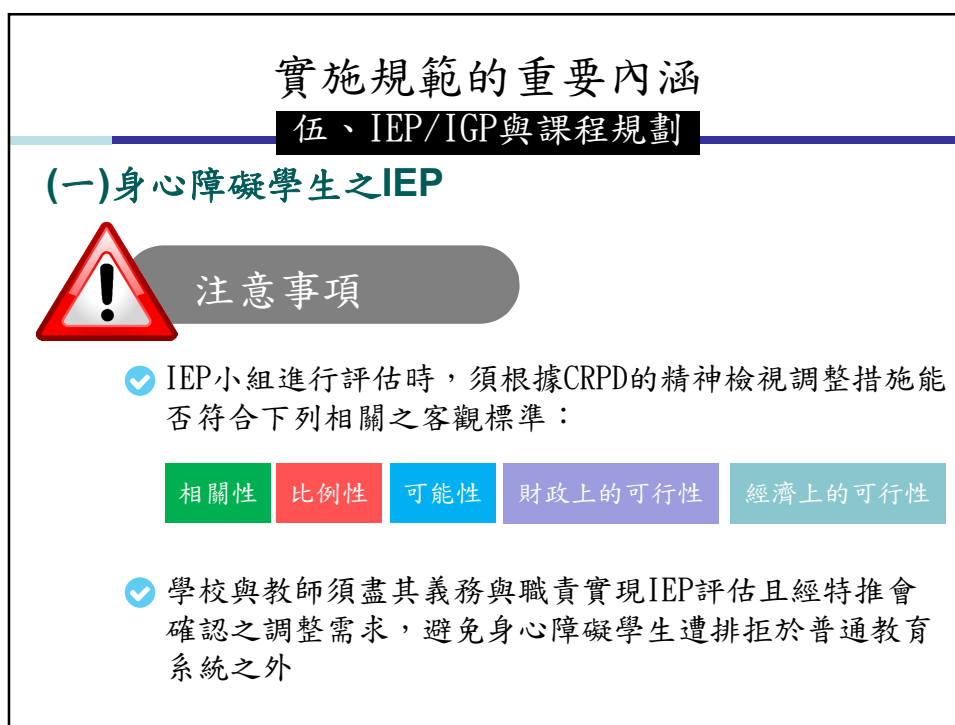 實施規範的重要內涵
伍、IEP/IGP與課程規劃
(一)身心障礙學生之IEP
注意事項
IEP小組進行評估時,須根據CRPD的精神檢視調整措施能
否符合下列相關之客觀標準:
相關性 比例性 可能性 財政上的可行性 經濟上的可行性
學校與教師須盡其義務與職責實現IEP評估且經特推會
確認之調整需求,避免身心障礙學生遭排拒於普通教育
系統之外